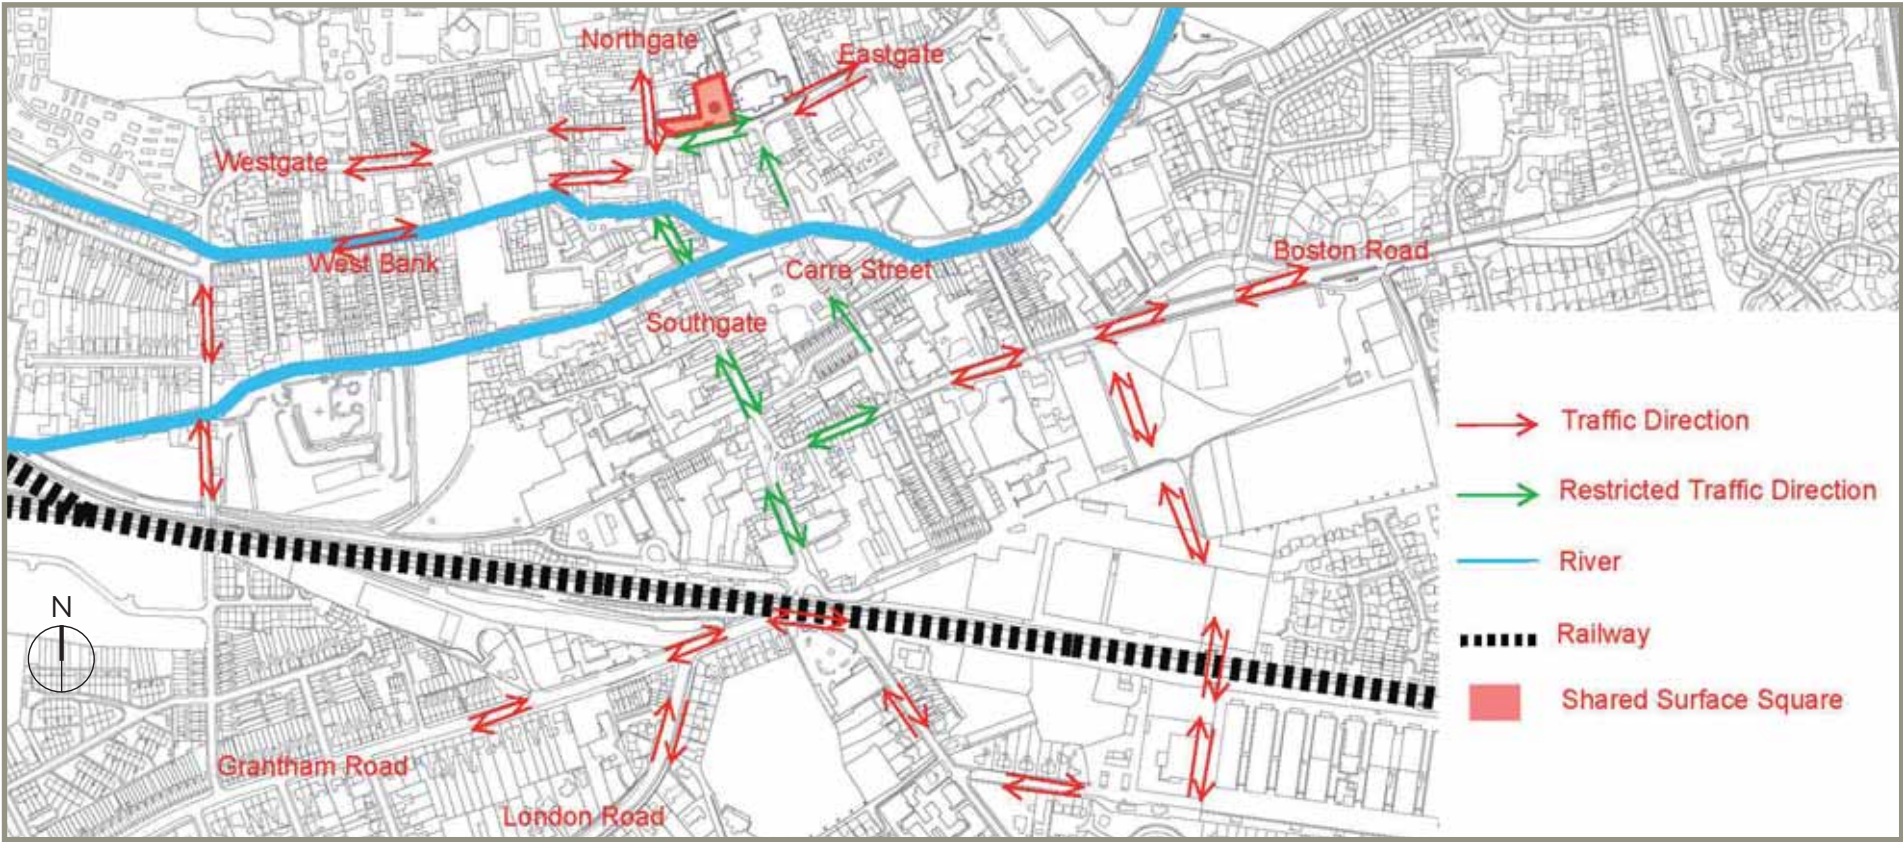 Northgate
Eastgate
Westgate
West Bank
Carre Street
Boston Road
Southgate
Grantham Road
London Road
N
Traffic Direction
Restricted Traffic Direction
River
Railway
Shared Surface Square